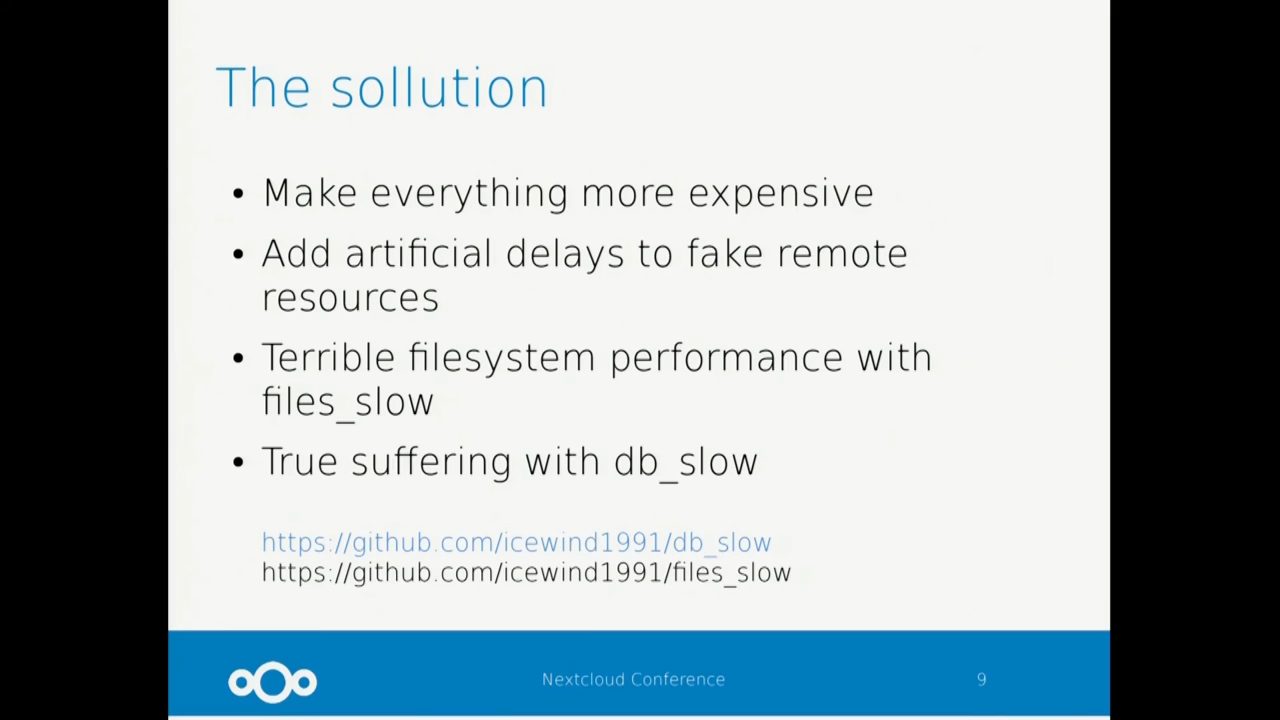 The sollution
• Make everything more expensive
• Add artificial delays to fake remote
resources
• Terrible filesystem performance with
files_slow
• True suffering with db_slow
https://github.com/icewind1991/db_slow
https://github.com/icewind1991/files_slow
Nextcloud Conference
9